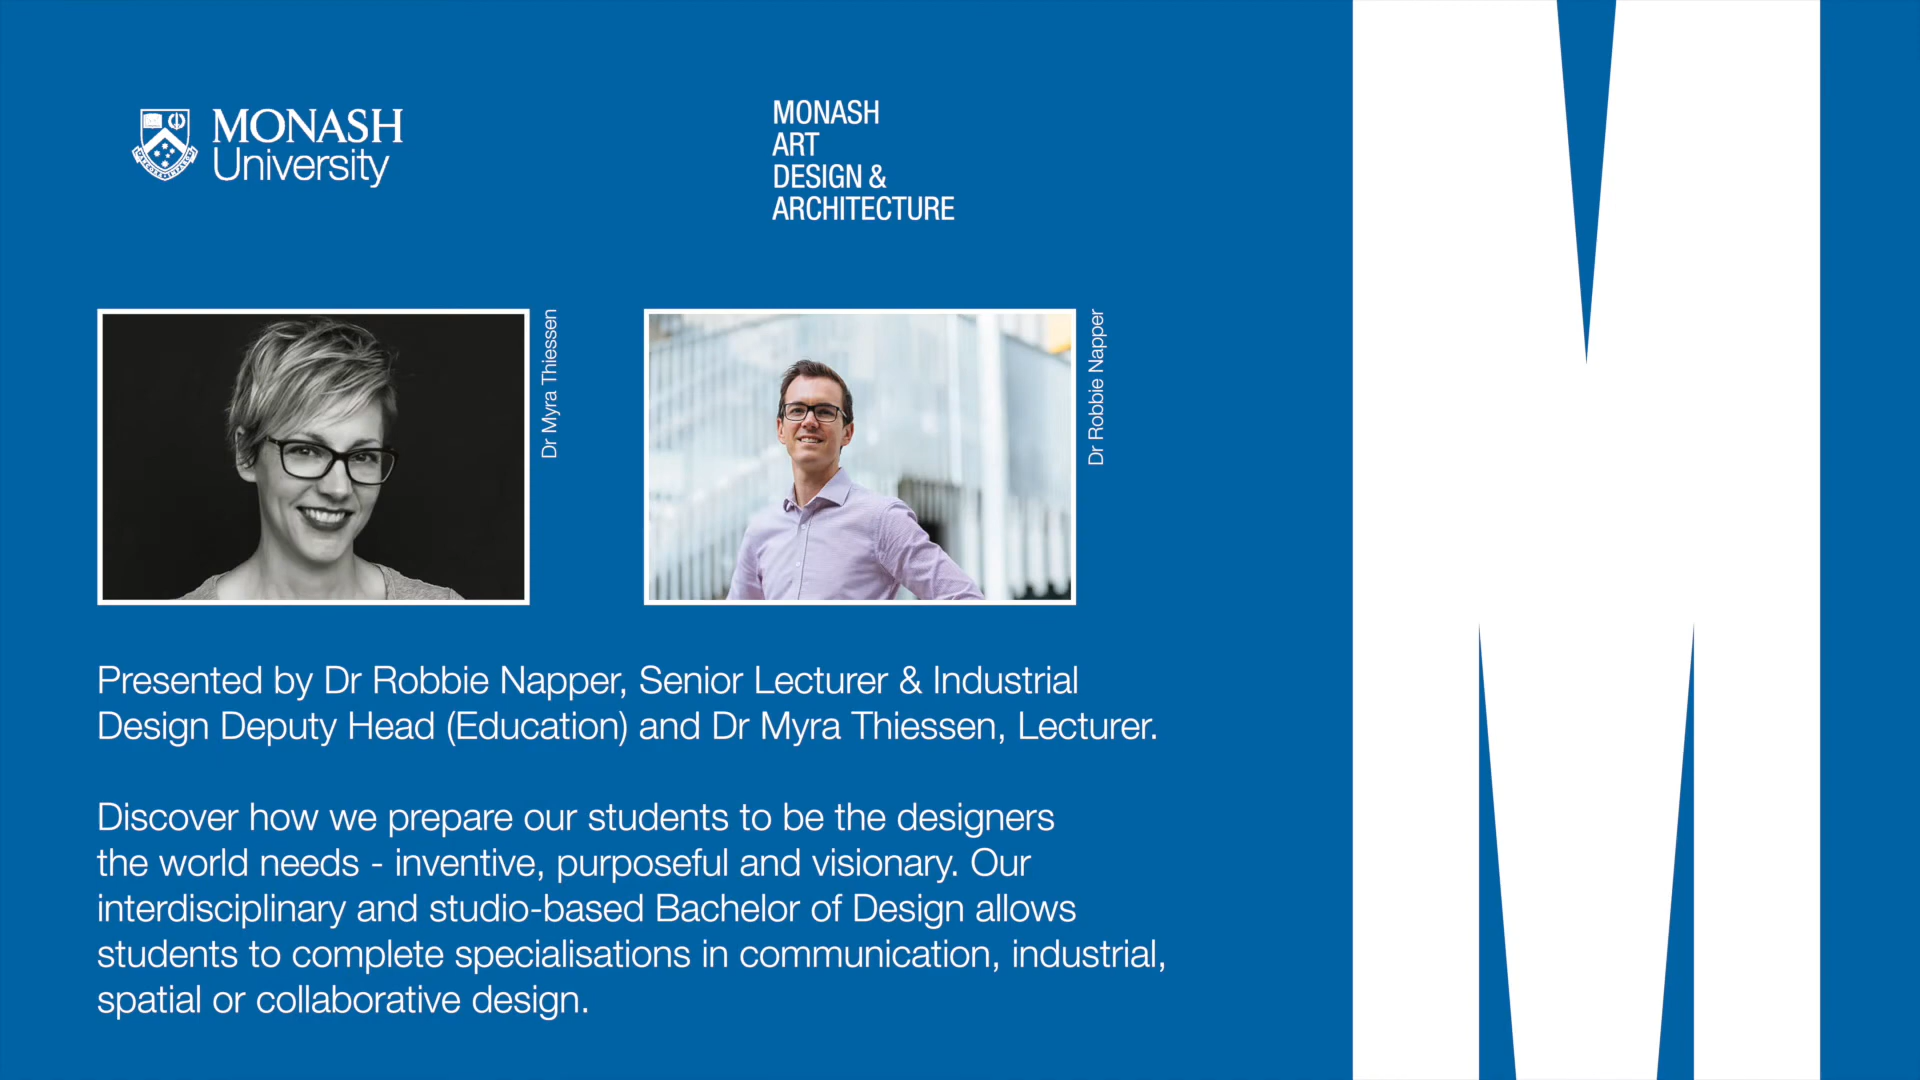 MONASH
University
MONASH
ART
DESIGN &
ARCHITECTURE
Dr Myra Thiessen
Dr Robbie Napper
Presented by Dr Robbie Napper, Senior Lecturer & Industrial
Design Deputy Head (Education) and Dr Myra Thiessen, Lecturer.
Discover how we prepare our students to be the designers
the world needs - inventive, purposeful and visionary. Our
interdisciplinary and studio-based Bachelor of Design allows
students to complete specialisations in communication, industrial,
spatial or collaborative design.